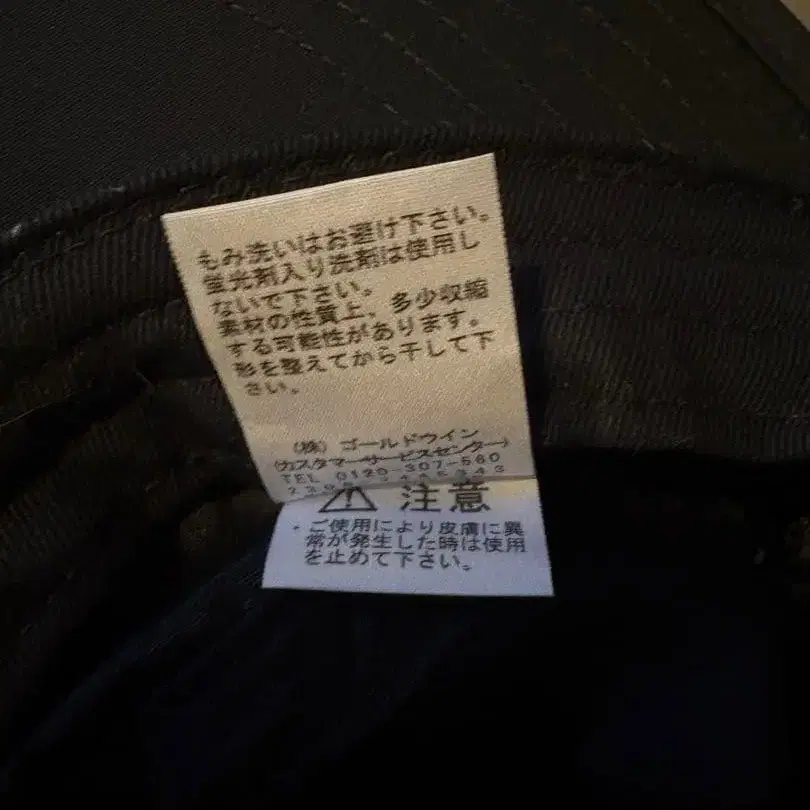 もみ洗いはお避け下さい。
蛍光剤入り洗剤は使用し
ないで下さい。
素材の性質上、多少収縮
する可能性があります。
形を整えてから干して下
さい。
(株) ゴールドウイン
(カスタマーサービスセンター)
TEL 0120-307-560
⚠ 注意
・ご使用により皮膚に異
常が発生した時は使用
を止めて下さい。